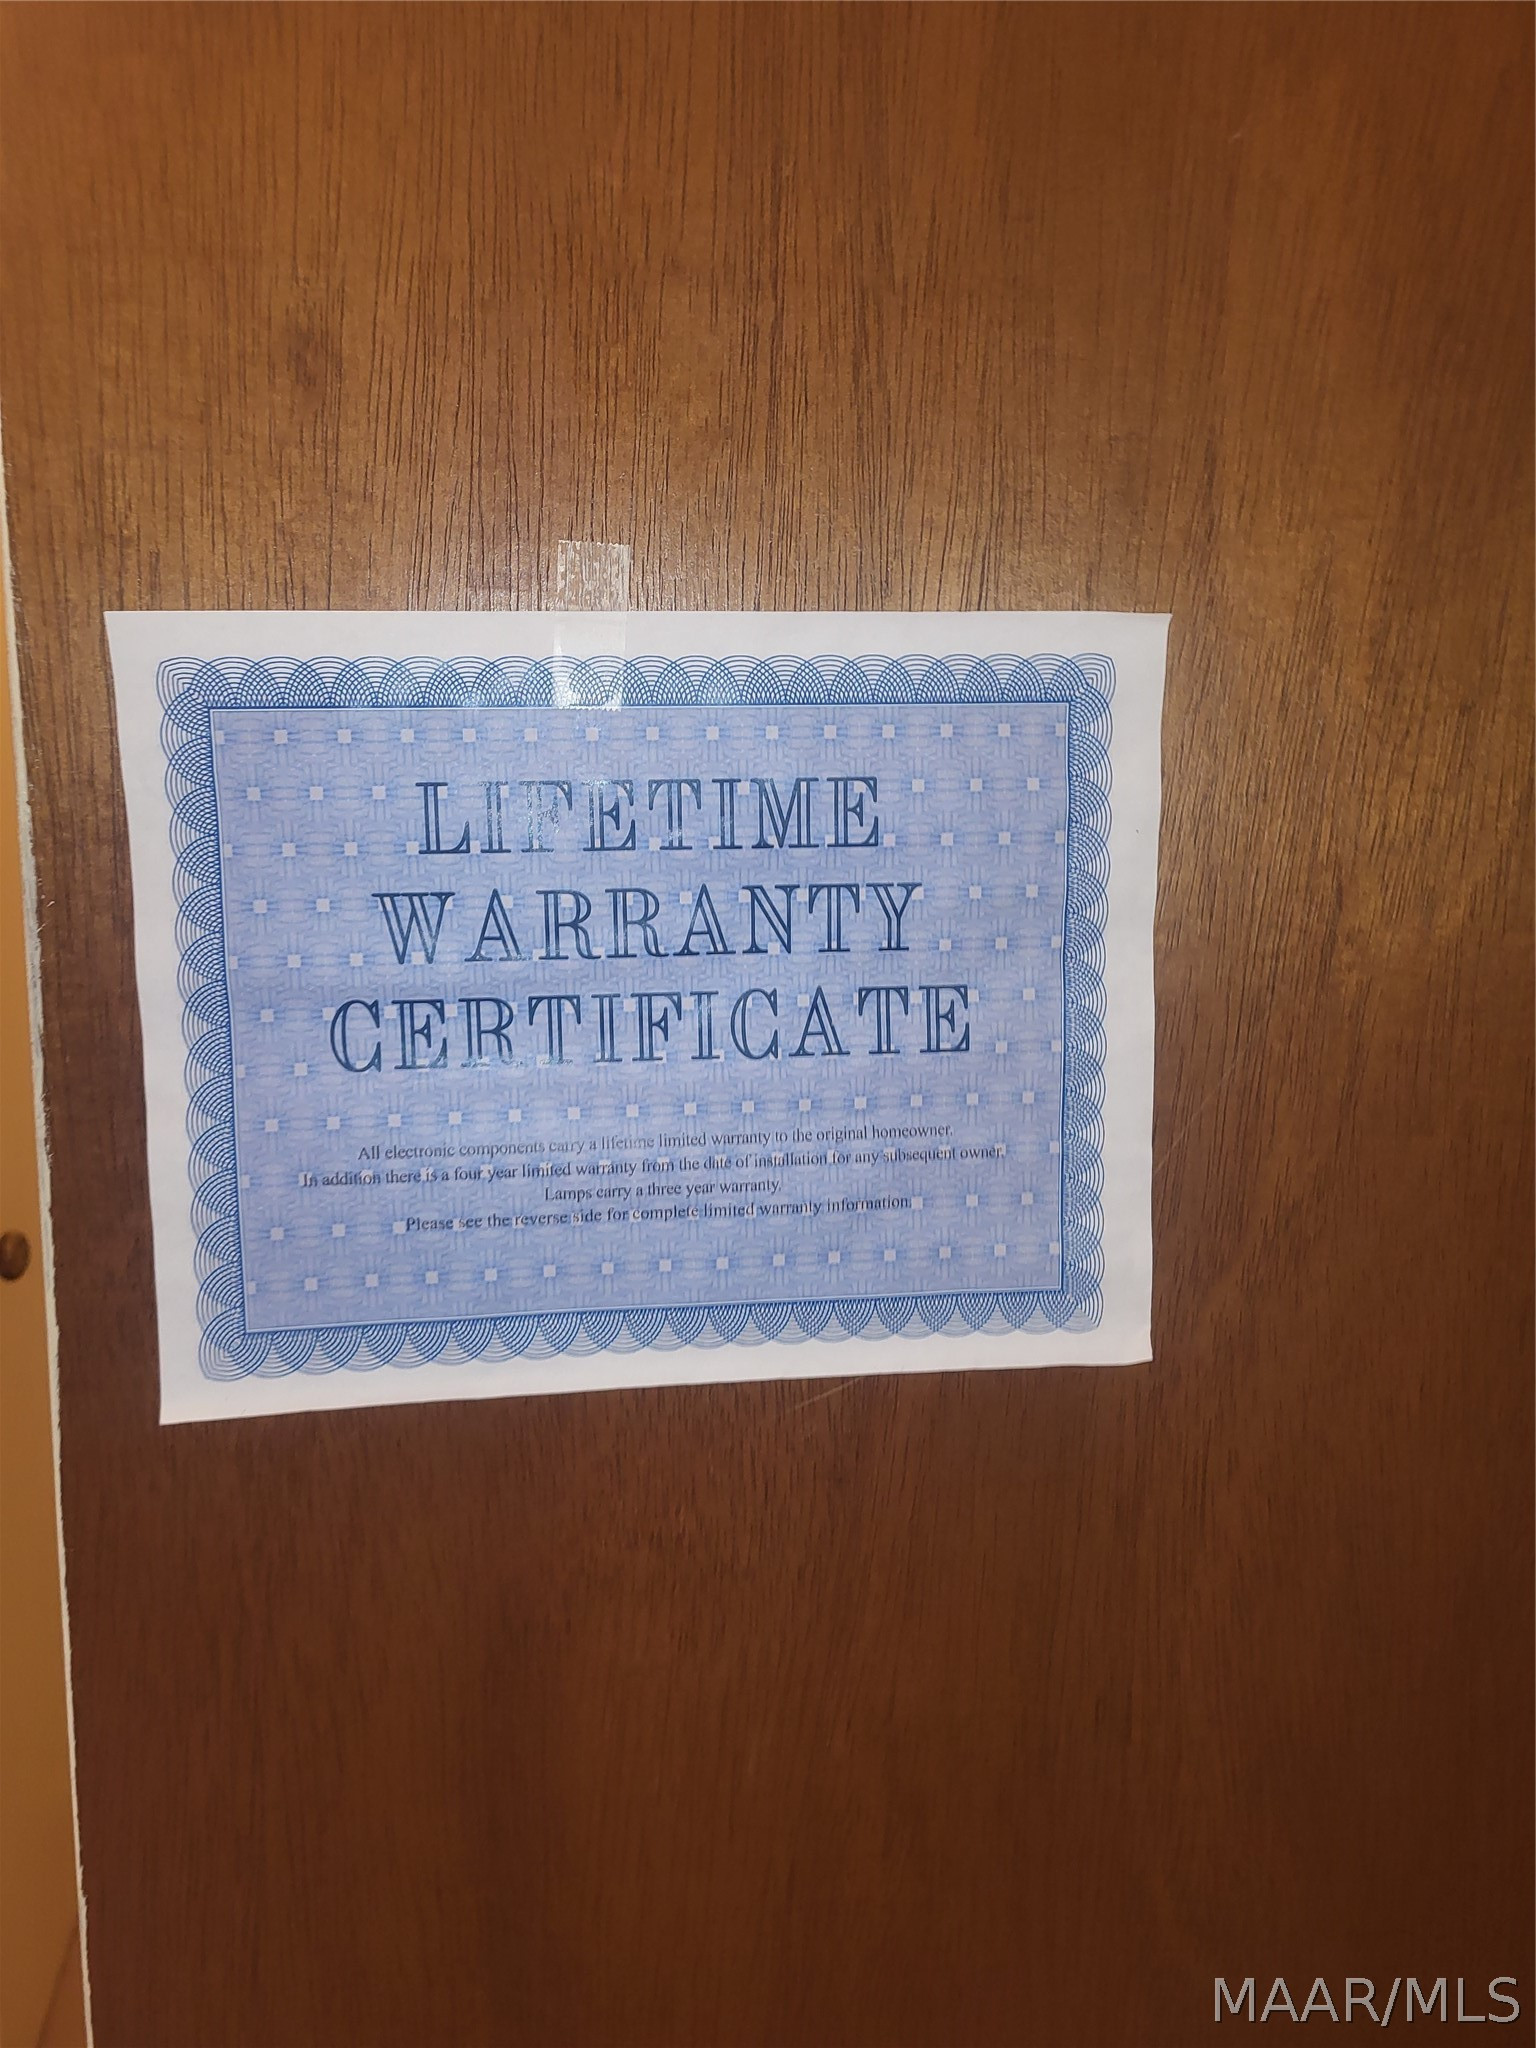 LIFETIME
WARRANTY
CERTIFICATE
All electronic components carry a lifetime limited warranty to the original homeowner.
In addition there is a four year limited warranty from the date of installation for any subsequent owner.
Lamps carry a three year warranty.
Please see the reverse side for complete limited warranty information.
MAAR/MLS